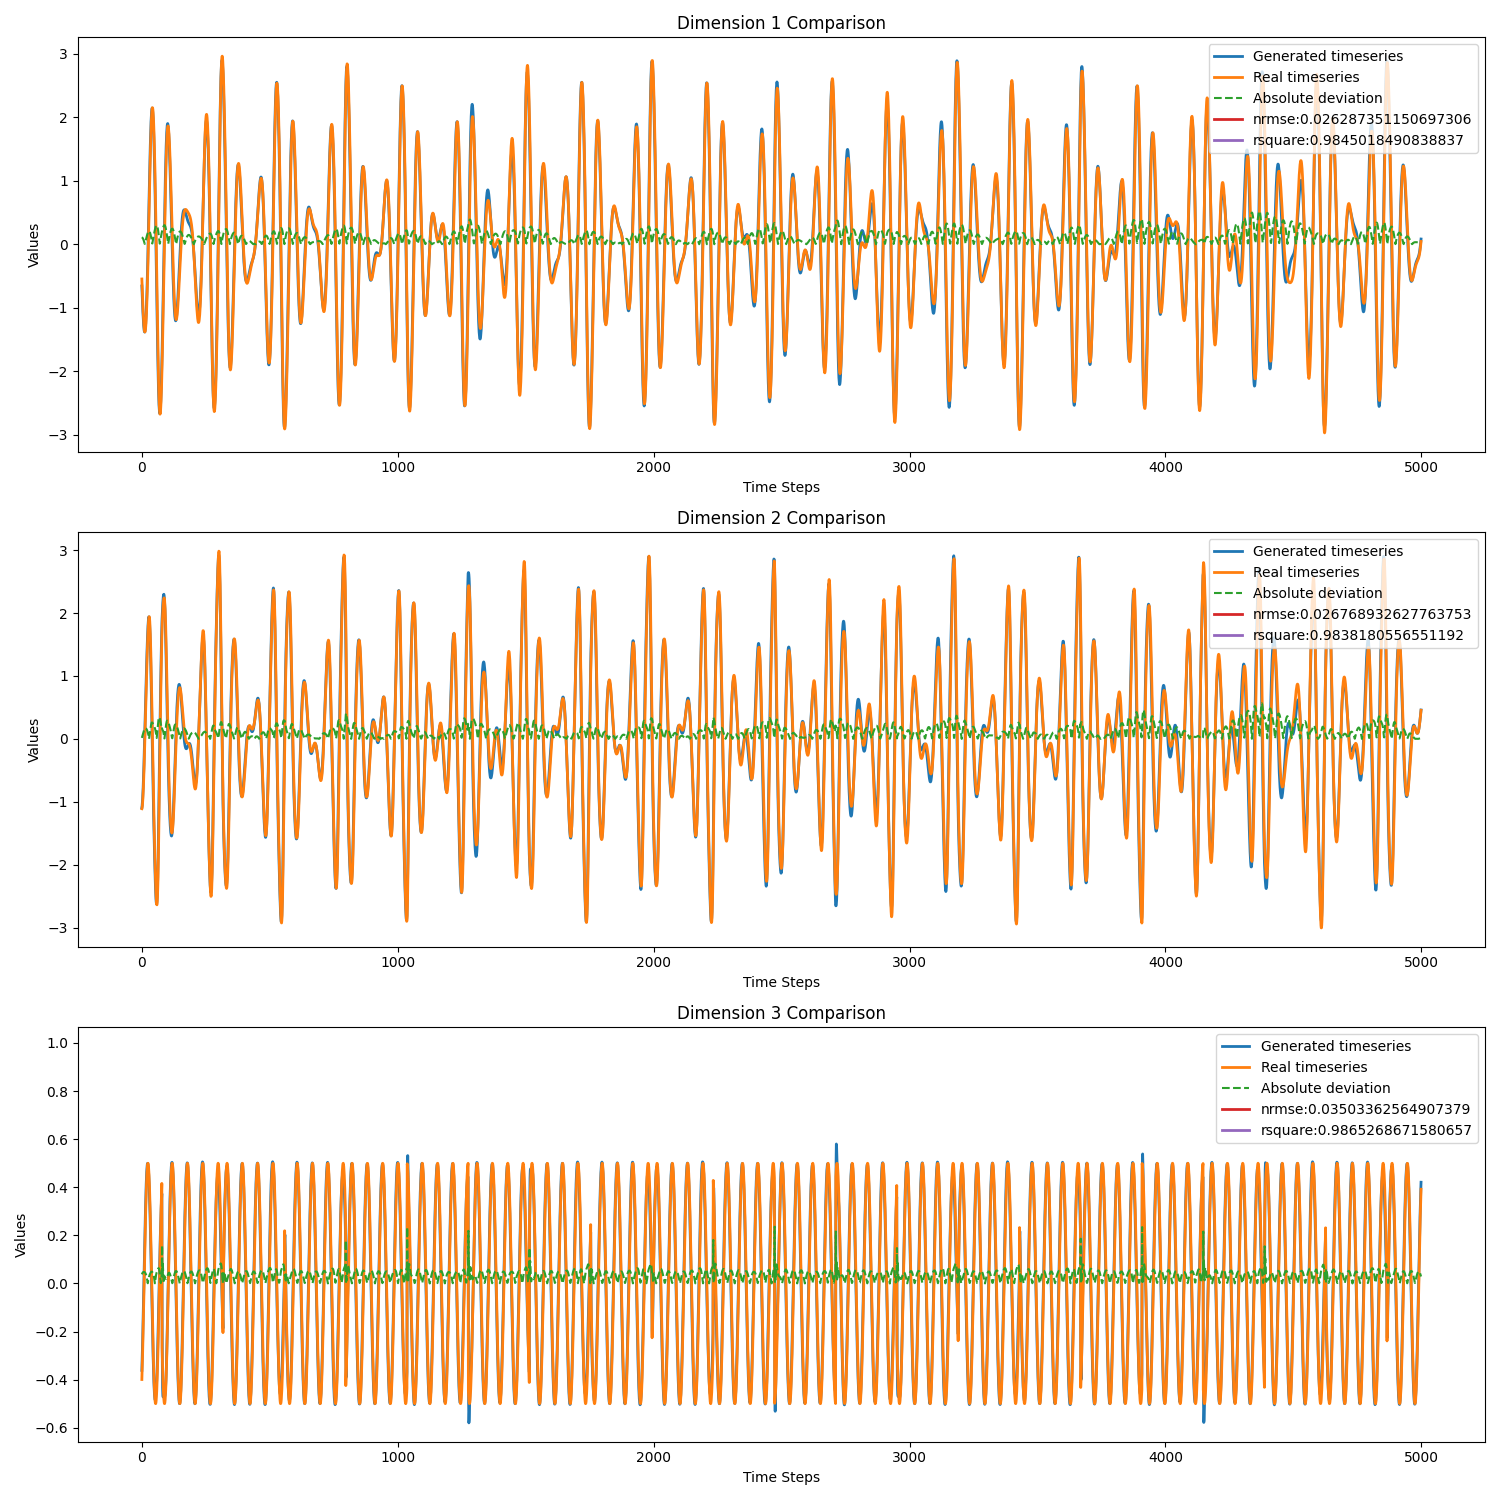 Dimension 1 Comparison
3
2
1
0
−1
−2
−3
Values
Generated timeseries
Real timeseries
Absolute deviation
nrmse:0.026287351150697306
rsquare:0.9845018490838837
0 1000 2000 3000 4000 5000
Time Steps
Dimension 2 Comparison
3
2
1
0
−1
−2
−3
Values
Generated timeseries
Real timeseries
Absolute deviation
nrmse:0.026768932627763753
rsquare:0.9838180556551192
0 1000 2000 3000 4000 5000
Time Steps
Dimension 3 Comparison
1.0
0.8
0.6
0.4
0.2
0.0
−0.2
−0.4
−0.6
Values
Generated timeseries
Real timeseries
Absolute deviation
nrmse:0.03503362564907379
rsquare:0.9865268671580657
0 1000 2000 3000 4000 5000
Time Steps